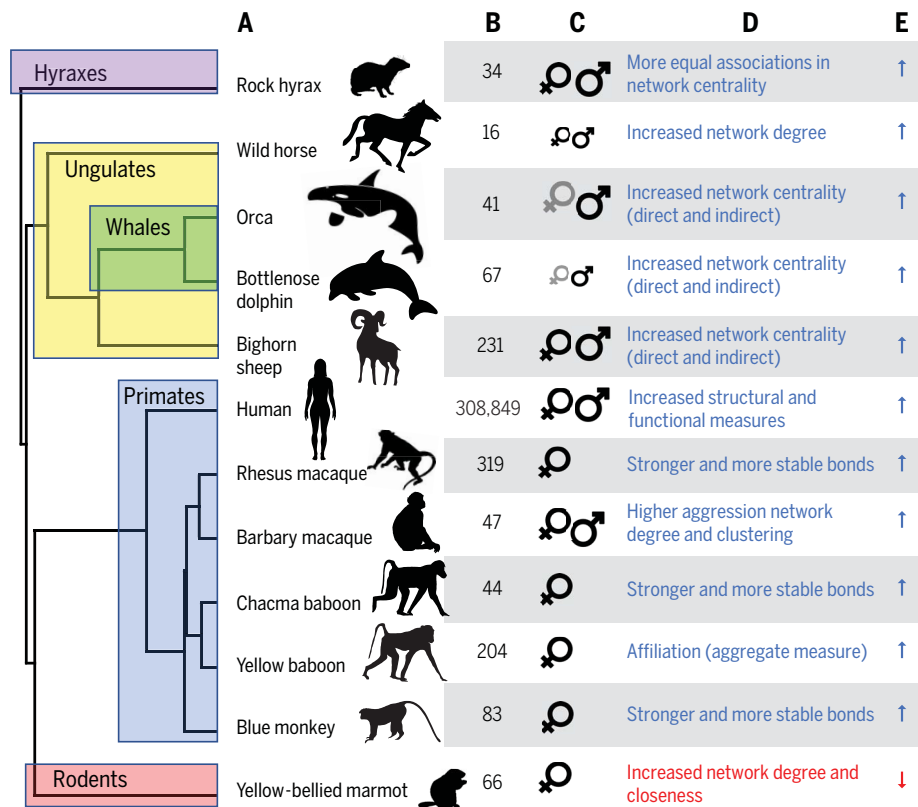 A B C D E
Hyraxes
Rock hyrax 34 ♀♂ More equal associations in
network centrality ↑
Wild horse 16 ♀♂ Increased network degree ↑
Ungulates
Orca 41 ♀♂ Increased network centrality
(direct and indirect) ↑
Whales
Bottlenose
dolphin 67 ♀♂ Increased network centrality
(direct and indirect) ↑
Bighorn
sheep 231 ♀♂ Increased network centrality
(direct and indirect) ↑
Primates
Human 308,849 ♀♂ Increased structural and
functional measures ↑
Rhesus macaque 319 ♀ Stronger and more stable bonds ↑
Barbary macaque 47 ♀♂ Higher aggression network
degree and clustering ↑
Chacma baboon 44 ♀ Stronger and more stable bonds ↑
Yellow baboon 204 ♀ Affiliation (aggregate measure) ↑
Blue monkey 83 ♀ Stronger and more stable bonds ↑
Rodents
Yellow-bellied marmot 66 ♀ Increased network degree and
closeness ↓